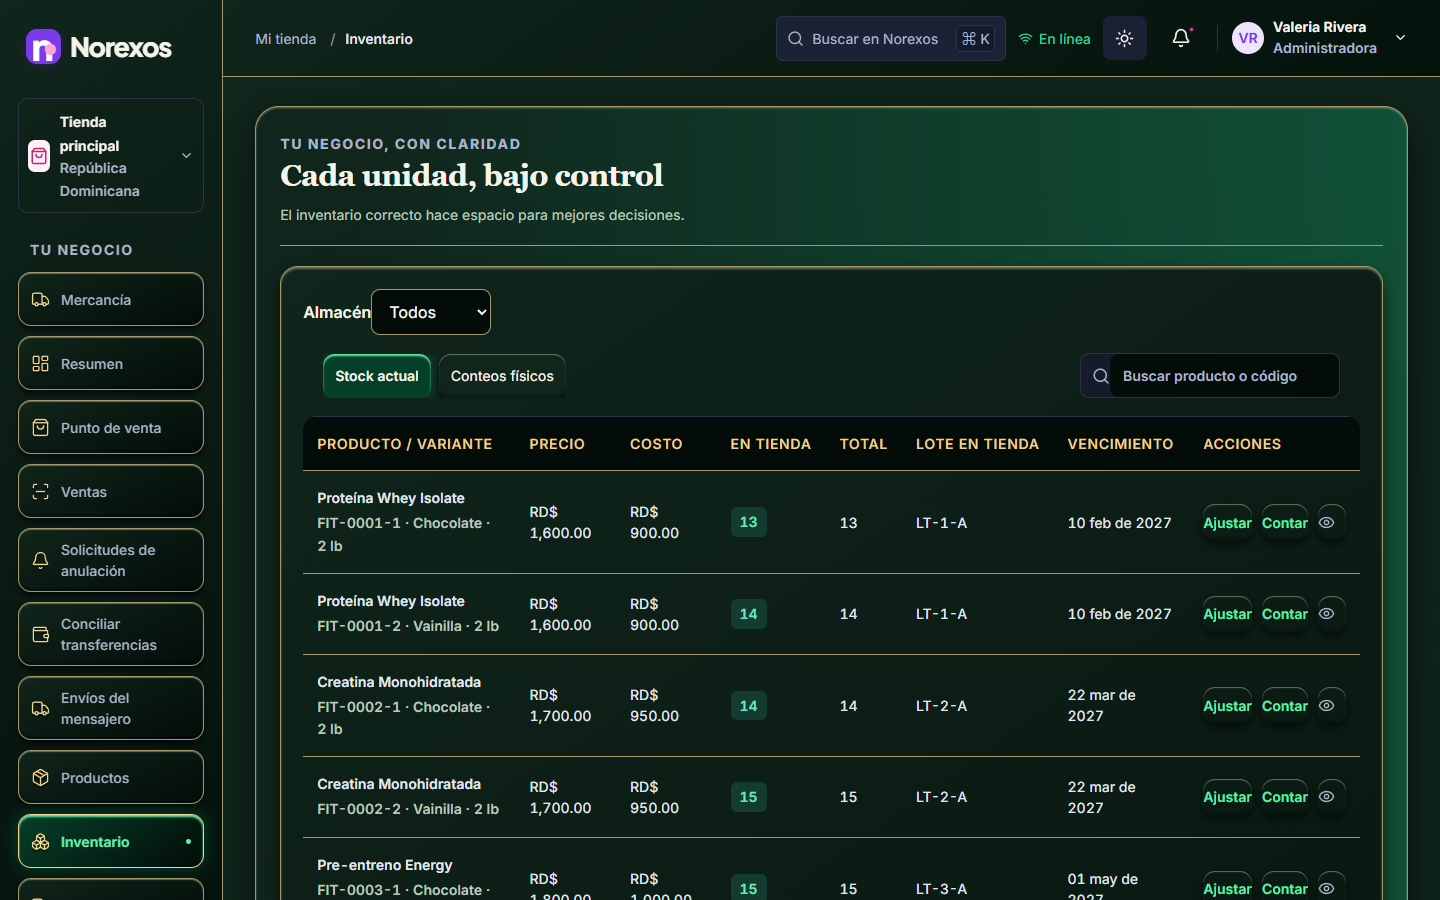 Norexos
Mi tienda / Inventario
Buscar en Norexos ⌘ K
En línea
VR
Valeria Rivera
Administradora
Tienda principal
República Dominicana
TU NEGOCIO
Mercancía
Resumen
Punto de venta
Ventas
Solicitudes de anulación
Conciliar transferencias
Envíos del mensajero
Productos
Inventario
TU NEGOCIO, CON CLARIDAD
Cada unidad, bajo control
El inventario correcto hace espacio para mejores decisiones.
Almacén Todos
Stock actual Conteos físicos Buscar producto o código
PRODUCTO / VARIANTE PRECIO COSTO EN TIENDA TOTAL LOTE EN TIENDA VENCIMIENTO ACCIONES
Proteína Whey Isolate
FIT-0001-1 · Chocolate · 2 lb
RD$ 1,600.00 RD$ 900.00 13 13 LT-1-A 10 feb de 2027 Ajustar Contar
Proteína Whey Isolate
FIT-0001-2 · Vainilla · 2 lb
RD$ 1,600.00 RD$ 900.00 14 14 LT-1-A 10 feb de 2027 Ajustar Contar
Creatina Monohidratada
FIT-0002-1 · Chocolate · 2 lb
RD$ 1,700.00 RD$ 950.00 14 14 LT-2-A 22 mar de 2027 Ajustar Contar
Creatina Monohidratada
FIT-0002-2 · Vainilla · 2 lb
RD$ 1,700.00 RD$ 950.00 15 15 LT-2-A 22 mar de 2027 Ajustar Contar
Pre-entreno Energy
FIT-0003-1 · Chocolate ·
RD$ 1,800.00 RD$ 1,000.00 15 15 LT-3-A 01 may de 2027 Ajustar Contar